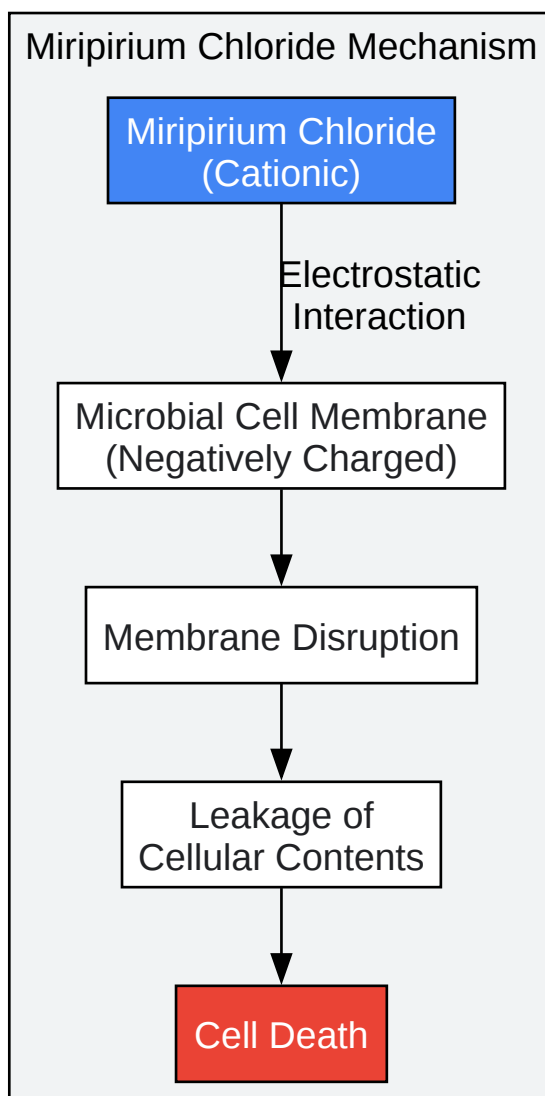 Miripirium Chloride Mechanism
Miripirium Chloride
(Cationic)
Electrostatic
Interaction
Microbial Cell Membrane
(Negatively Charged)
Membrane Disruption
Leakage of
Cellular Contents
Cell Death